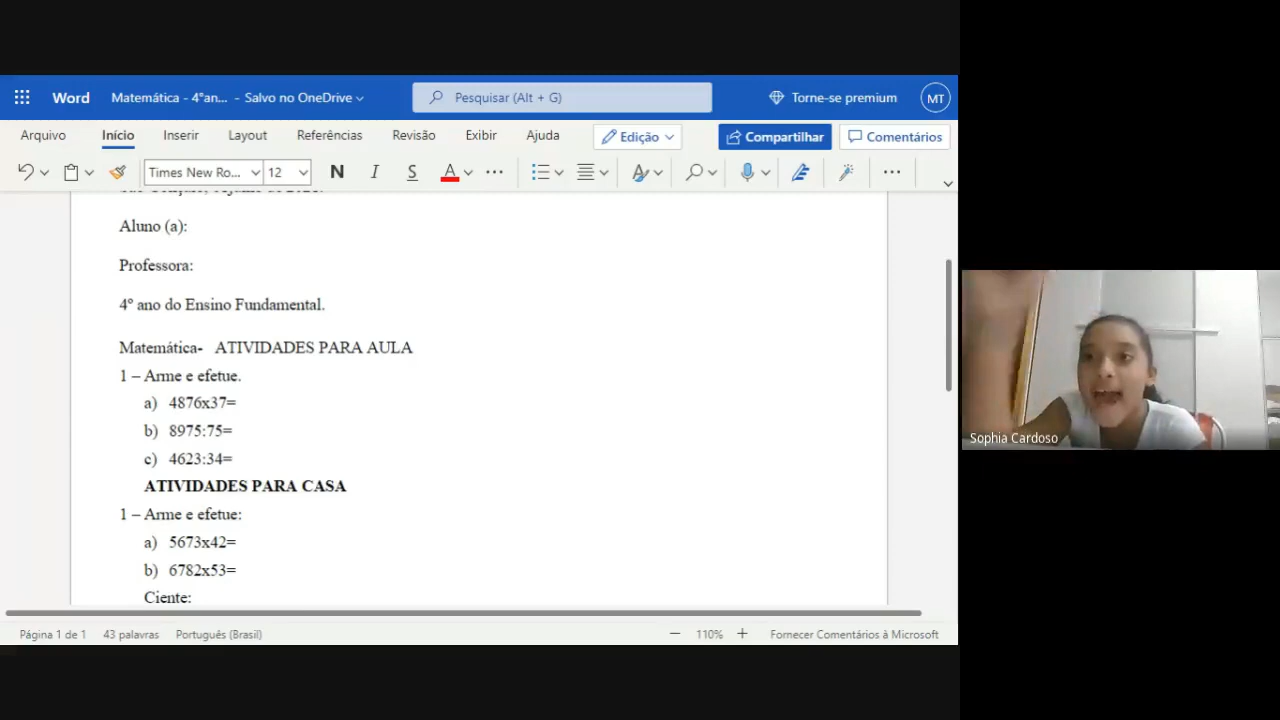 Word Matemática - 4°an... - Salvo no OneDrive Pesquisar (Alt + G) Torne-se premium MT
Arquivo Início Inserir Layout Referências Revisão Exibir Ajuda Edição Compartilhar Comentários
Times New Ro... 12 N I S A
Aluno (a):
Professora:
4º ano do Ensino Fundamental.
Matemática- ATIVIDADES PARA AULA
1 – Arme e efetue.
a) 4876x37=
b) 8975:75=
c) 4623:34=
ATIVIDADES PARA CASA
1 – Arme e efetue:
a) 5673x42=
b) 6782x53=
Ciente:
Página 1 de 1 43 palavras Português (Brasil) 110% Fornecer Comentários à Microsoft
Sophia Cardoso